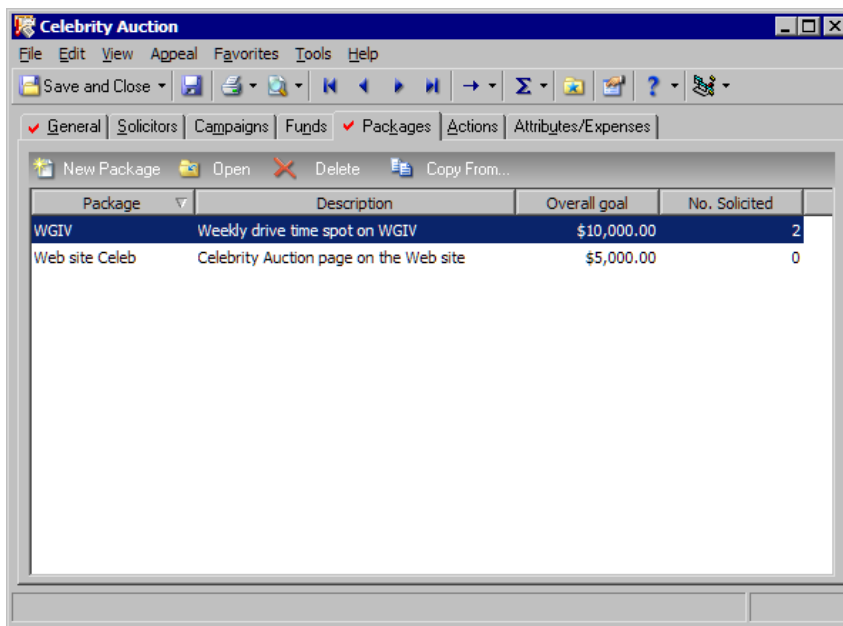 Celebrity Auction
File Edit View Appeal Favorites Tools Help
Save and Close Σ ?
General Solicitors Campaigns Funds Packages Actions Attributes/Expenses
New Package Open Delete Copy From...
Package Description Overall goal No. Solicited
WGIV Weekly drive time spot on WGIV $10,000.00 2
Web site Celeb Celebrity Auction page on the Web site $5,000.00 0